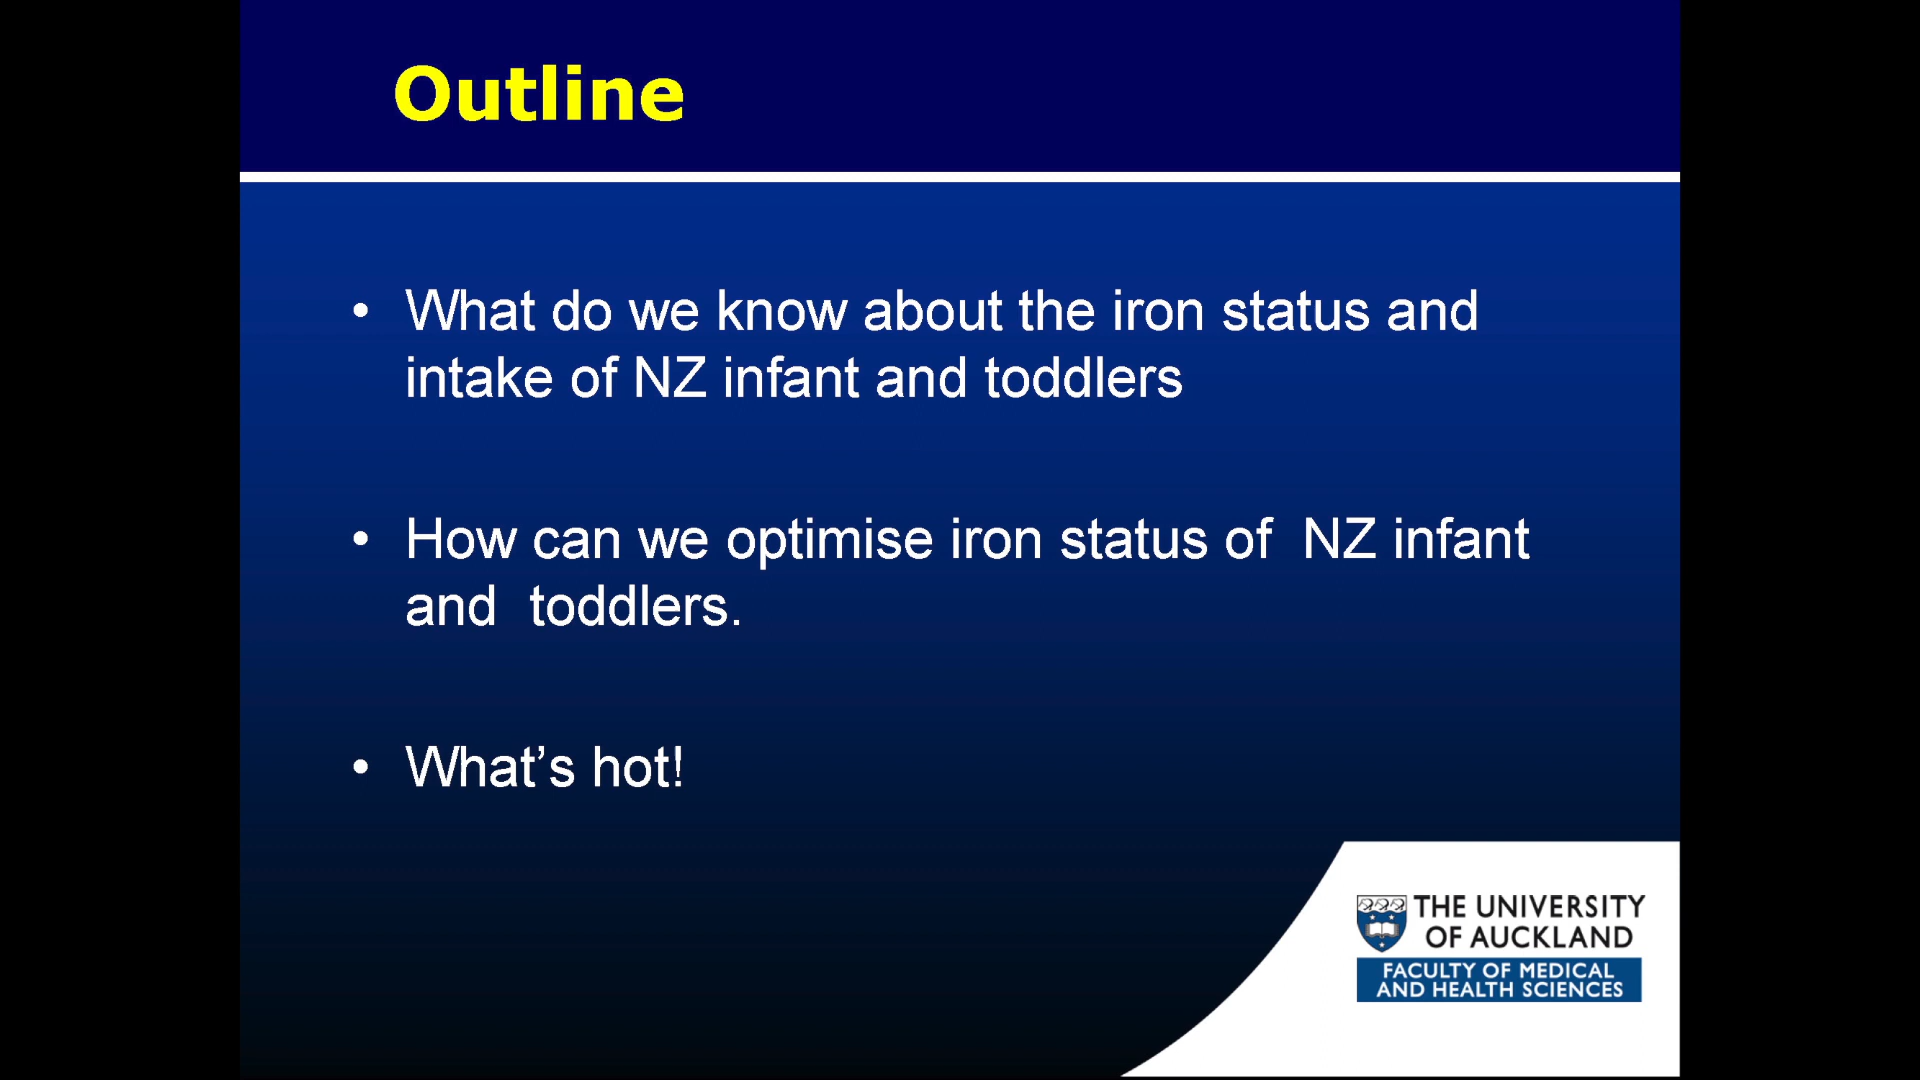 Outline
• What do we know about the iron status and
intake of NZ infant and toddlers
• How can we optimise iron status of  NZ infant
and  toddlers.
• What’s hot!
THE UNIVERSITY
OF AUCKLAND
FACULTY OF MEDICAL
AND HEALTH SCIENCES